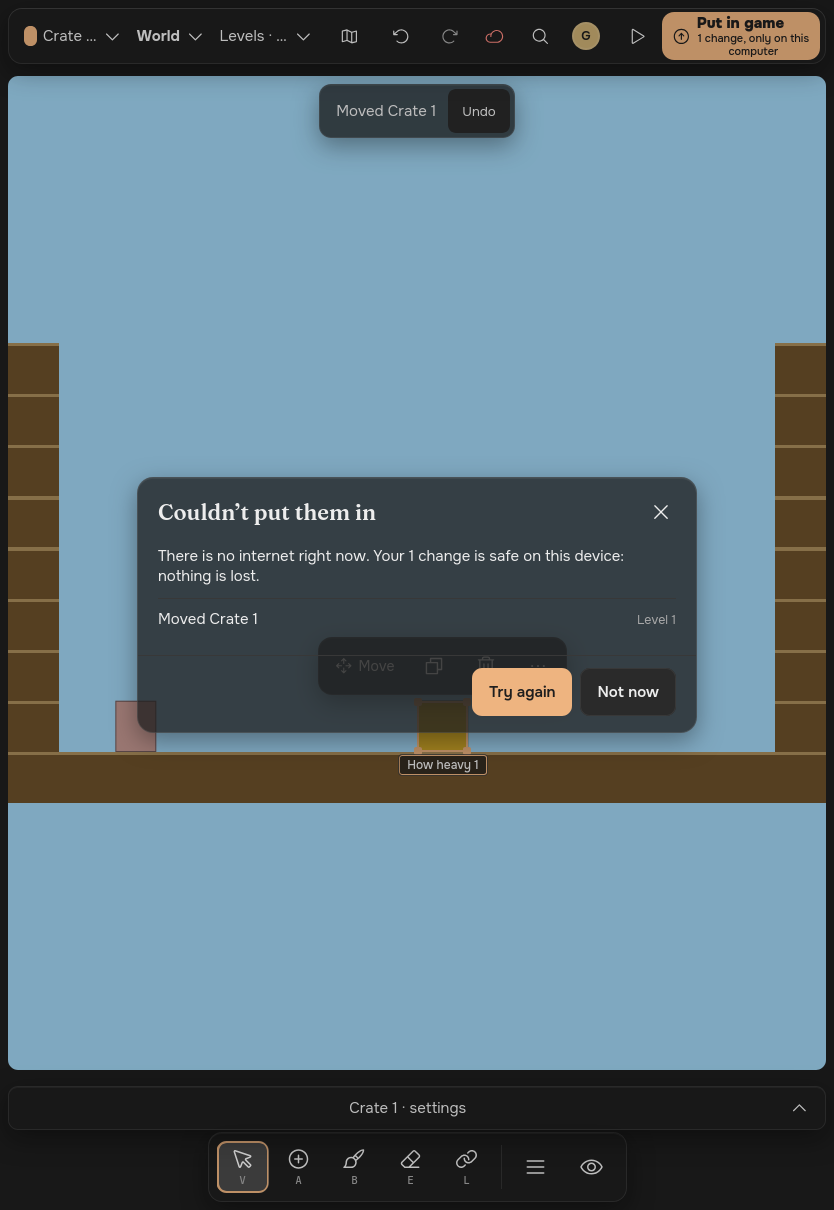 Crate ...
World
Levels · ...
G
Put in game
1 change, only on this
computer
Moved Crate 1
Undo
Couldn’t put them in
There is no internet right now. Your 1 change is safe on this device:
nothing is lost.
Moved Crate 1
Level 1
Move
Try again
Not now
How heavy 1
Crate 1 · settings
V
A
B
E
L